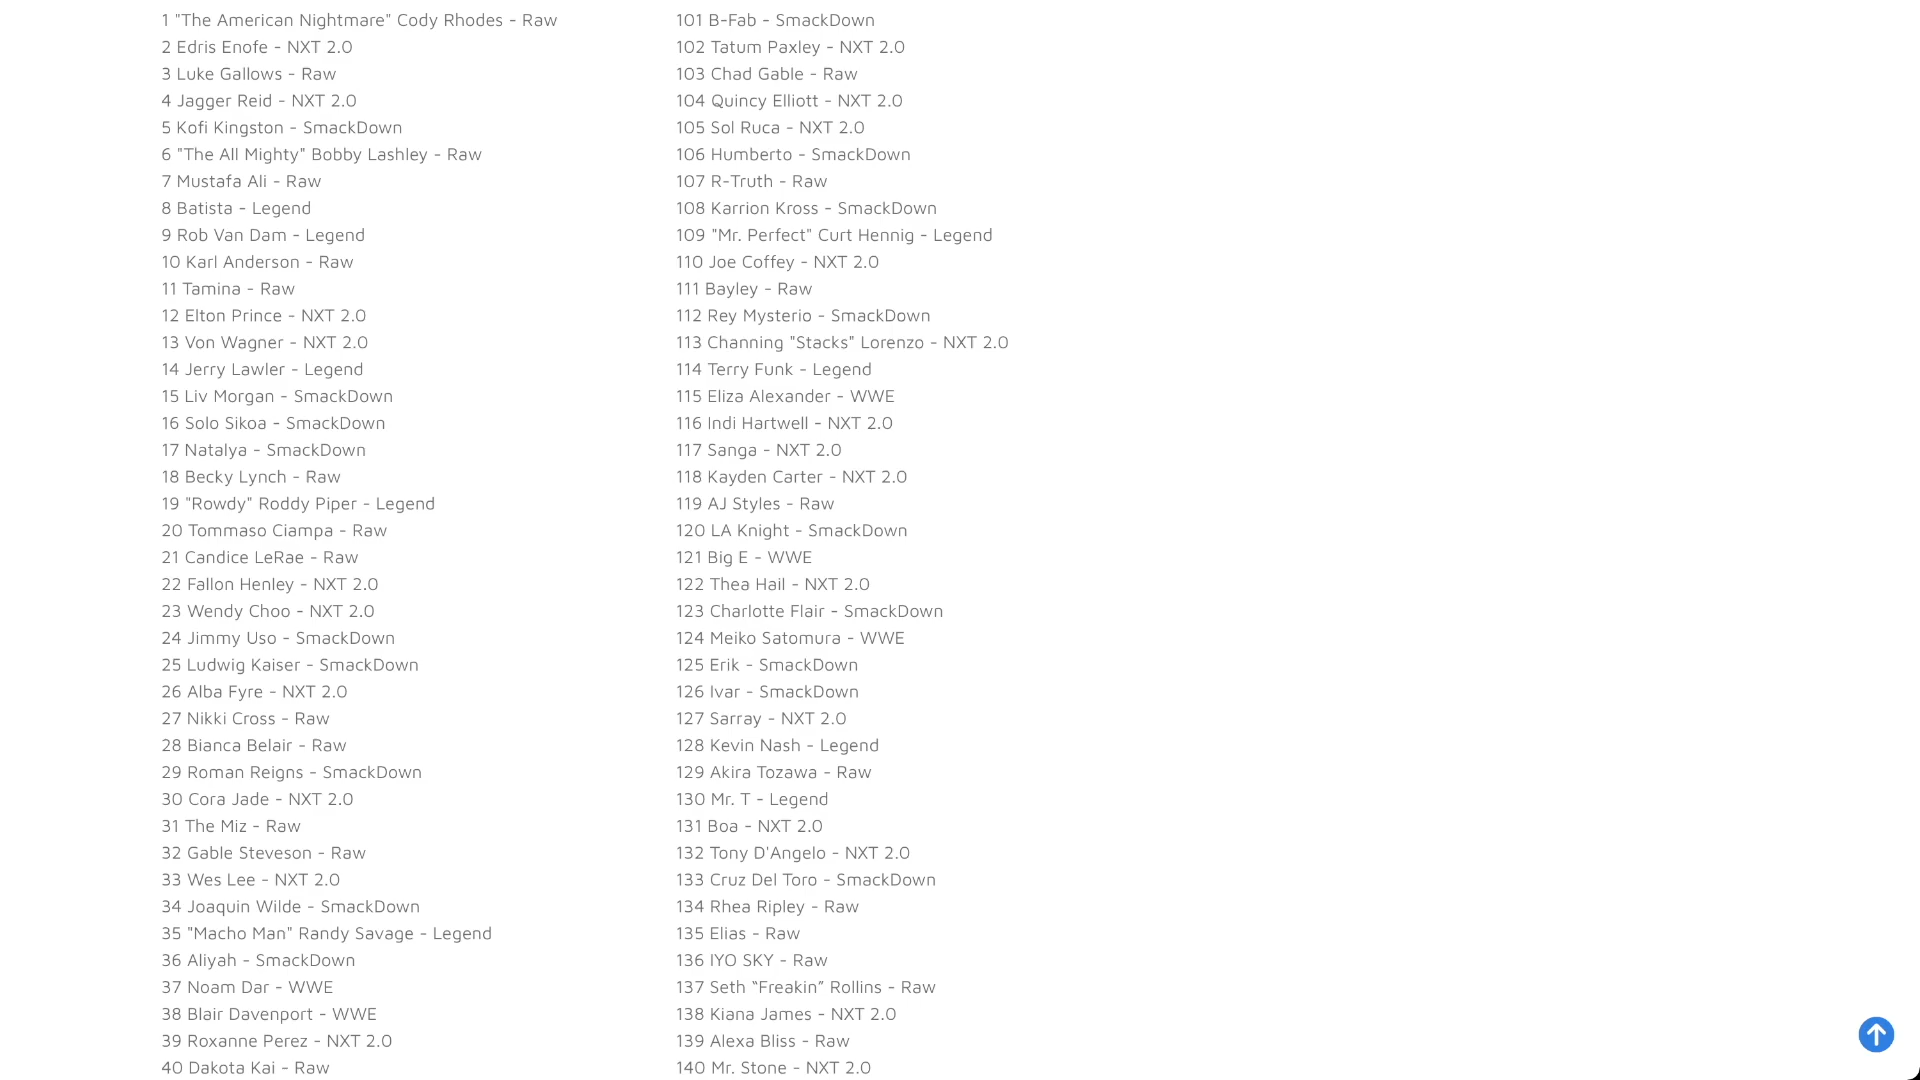 1 "The American Nightmare" Cody Rhodes - Raw
2 Edris Enofe - NXT 2.0
3 Luke Gallows - Raw
4 Jagger Reid - NXT 2.0
5 Kofi Kingston - SmackDown
6 "The All Mighty" Bobby Lashley - Raw
7 Mustafa Ali - Raw
8 Batista - Legend
9 Rob Van Dam - Legend
10 Karl Anderson - Raw
11 Tamina - Raw
12 Elton Prince - NXT 2.0
13 Von Wagner - NXT 2.0
14 Jerry Lawler - Legend
15 Liv Morgan - SmackDown
16 Solo Sikoa - SmackDown
17 Natalya - SmackDown
18 Becky Lynch - Raw
19 "Rowdy" Roddy Piper - Legend
20 Tommaso Ciampa - Raw
21 Candice LeRae - Raw
22 Fallon Henley - NXT 2.0
23 Wendy Choo - NXT 2.0
24 Jimmy Uso - SmackDown
25 Ludwig Kaiser - SmackDown
26 Alba Fyre - NXT 2.0
27 Nikki Cross - Raw
28 Bianca Belair - Raw
29 Roman Reigns - SmackDown
30 Cora Jade - NXT 2.0
31 The Miz - Raw
32 Gable Steveson - Raw
33 Wes Lee - NXT 2.0
34 Joaquin Wilde - SmackDown
35 "Macho Man" Randy Savage - Legend
36 Aliyah - SmackDown
37 Noam Dar - WWE
38 Blair Davenport - WWE
39 Roxanne Perez - NXT 2.0
40 Dakota Kai - Raw
101 B-Fab - SmackDown
102 Tatum Paxley - NXT 2.0
103 Chad Gable - Raw
104 Quincy Elliott - NXT 2.0
105 Sol Ruca - NXT 2.0
106 Humberto - SmackDown
107 R-Truth - Raw
108 Karrion Kross - SmackDown
109 "Mr. Perfect" Curt Hennig - Legend
110 Joe Coffey - NXT 2.0
111 Bayley - Raw
112 Rey Mysterio - SmackDown
113 Channing "Stacks" Lorenzo - NXT 2.0
114 Terry Funk - Legend
115 Eliza Alexander - WWE
116 Indi Hartwell - NXT 2.0
117 Sanga - NXT 2.0
118 Kayden Carter - NXT 2.0
119 AJ Styles - Raw
120 LA Knight - SmackDown
121 Big E - WWE
122 Thea Hail - NXT 2.0
123 Charlotte Flair - SmackDown
124 Meiko Satomura - WWE
125 Erik - SmackDown
126 Ivar - SmackDown
127 Sarray - NXT 2.0
128 Kevin Nash - Legend
129 Akira Tozawa - Raw
130 Mr. T - Legend
131 Boa - NXT 2.0
132 Tony D'Angelo - NXT 2.0
133 Cruz Del Toro - SmackDown
134 Rhea Ripley - Raw
135 Elias - Raw
136 IYO SKY - Raw
137 Seth “Freakin” Rollins - Raw
138 Kiana James - NXT 2.0
139 Alexa Bliss - Raw
140 Mr. Stone - NXT 2.0